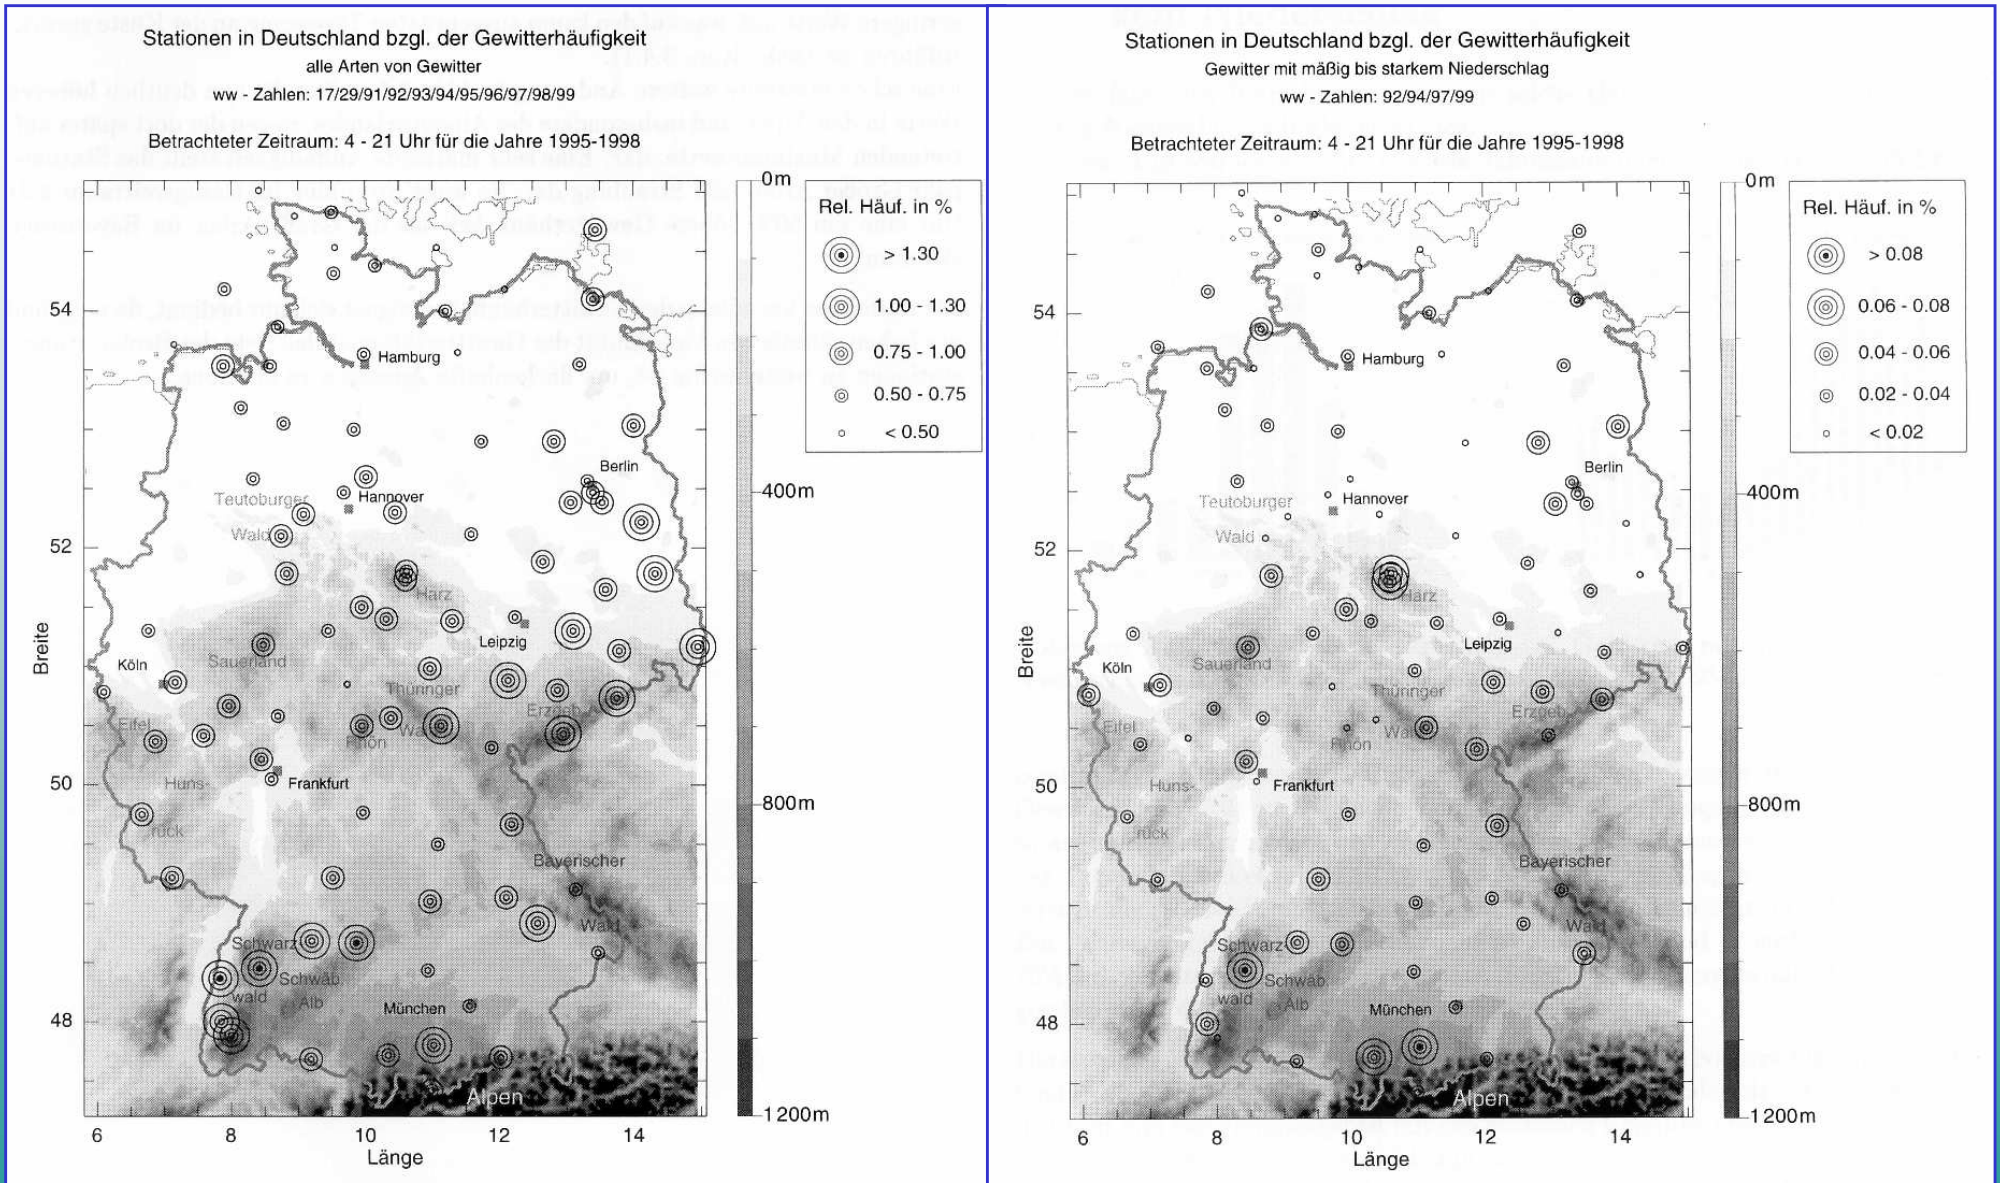 Stationen in Deutschland bzgl. der Gewitterhäufigkeit
alle Arten von Gewitter
ww - Zahlen: 17/29/91/92/93/94/95/96/97/98/99
Betrachteter Zeitraum: 4 - 21 Uhr für die Jahre 1995-1998
0m
400m
800m
1200m
Rel. Häuf. in %
> 1.30
1.00 - 1.30
0.75 - 1.00
0.50 - 0.75
< 0.50
54
52
50
48
Breite
6
8
10
12
14
Länge
Hamburg
Berlin
Teutoburger
Hannover
Wald
Harz
Leipzig
Köln
Sauerland
Thüringer
Eifel
Erzgeb.
Wald
Rhön
Huns-
Frankfurt
rück
Bayerischer
Wald
Schwarz-
Schwäb.
wald
Alb
München
Alpen
Stationen in Deutschland bzgl. der Gewitterhäufigkeit
Gewitter mit mäßig bis starkem Niederschlag
ww - Zahlen: 92/94/97/99
Betrachteter Zeitraum: 4 - 21 Uhr für die Jahre 1995-1998
0m
400m
800m
1200m
Rel. Häuf. in %
> 0.08
0.06 - 0.08
0.04 - 0.06
0.02 - 0.04
< 0.02
54
52
50
48
Breite
6
8
10
12
14
Länge
Hamburg
Berlin
Teutoburger
Hannover
Wald
Harz
Leipzig
Köln
Sauerland
Thüringer
Eifel
Erzgeb.
Wald
Rhön
Huns-
Frankfurt
rück
Bayerischer
Wald
Schwarz-
Schwäb.
wald
Alb
München
Alpen